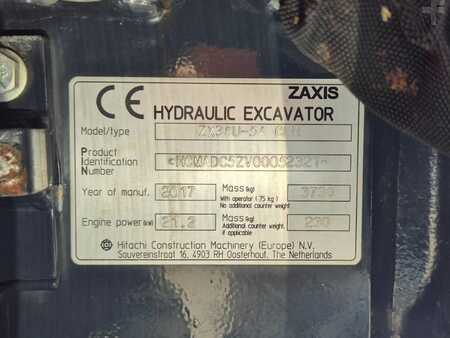 ZAXIS
CE HYDRAULIC EXCAVATOR
Model/type
Product
Identification
N
Year of manuf. 2017 Mass (kg)
With operator (75 kg)
No additional counter weight
Engine power (kW) 21.2 Mass (kg) 230
Additional counter weight,
if applicable
Hitachi Construction Machinery (Europe) N.V.
Souvereinstraat 16, 4903 RH Oosterhout, The Netherlands